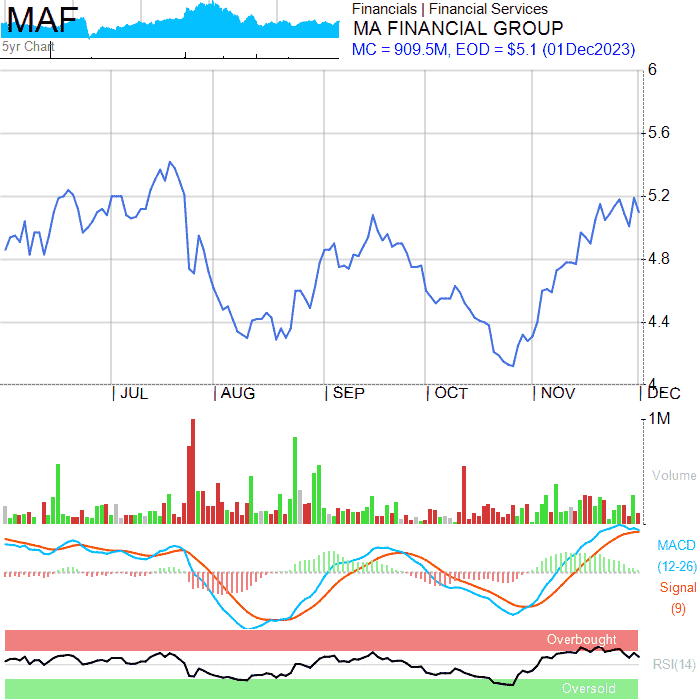 MAF
5yr Chart
Financials | Financial Services
MA FINANCIAL GROUP
MC = 909.5M, EOD = $5.1 (01Dec2023)
6
5.6
5.2
4.8
4.4
4
JUL AUG SEP OCT NOV DEC
1M
Volume
MACD
(12-26)
Signal
(9)
Overbought
RSI(14)
Oversold